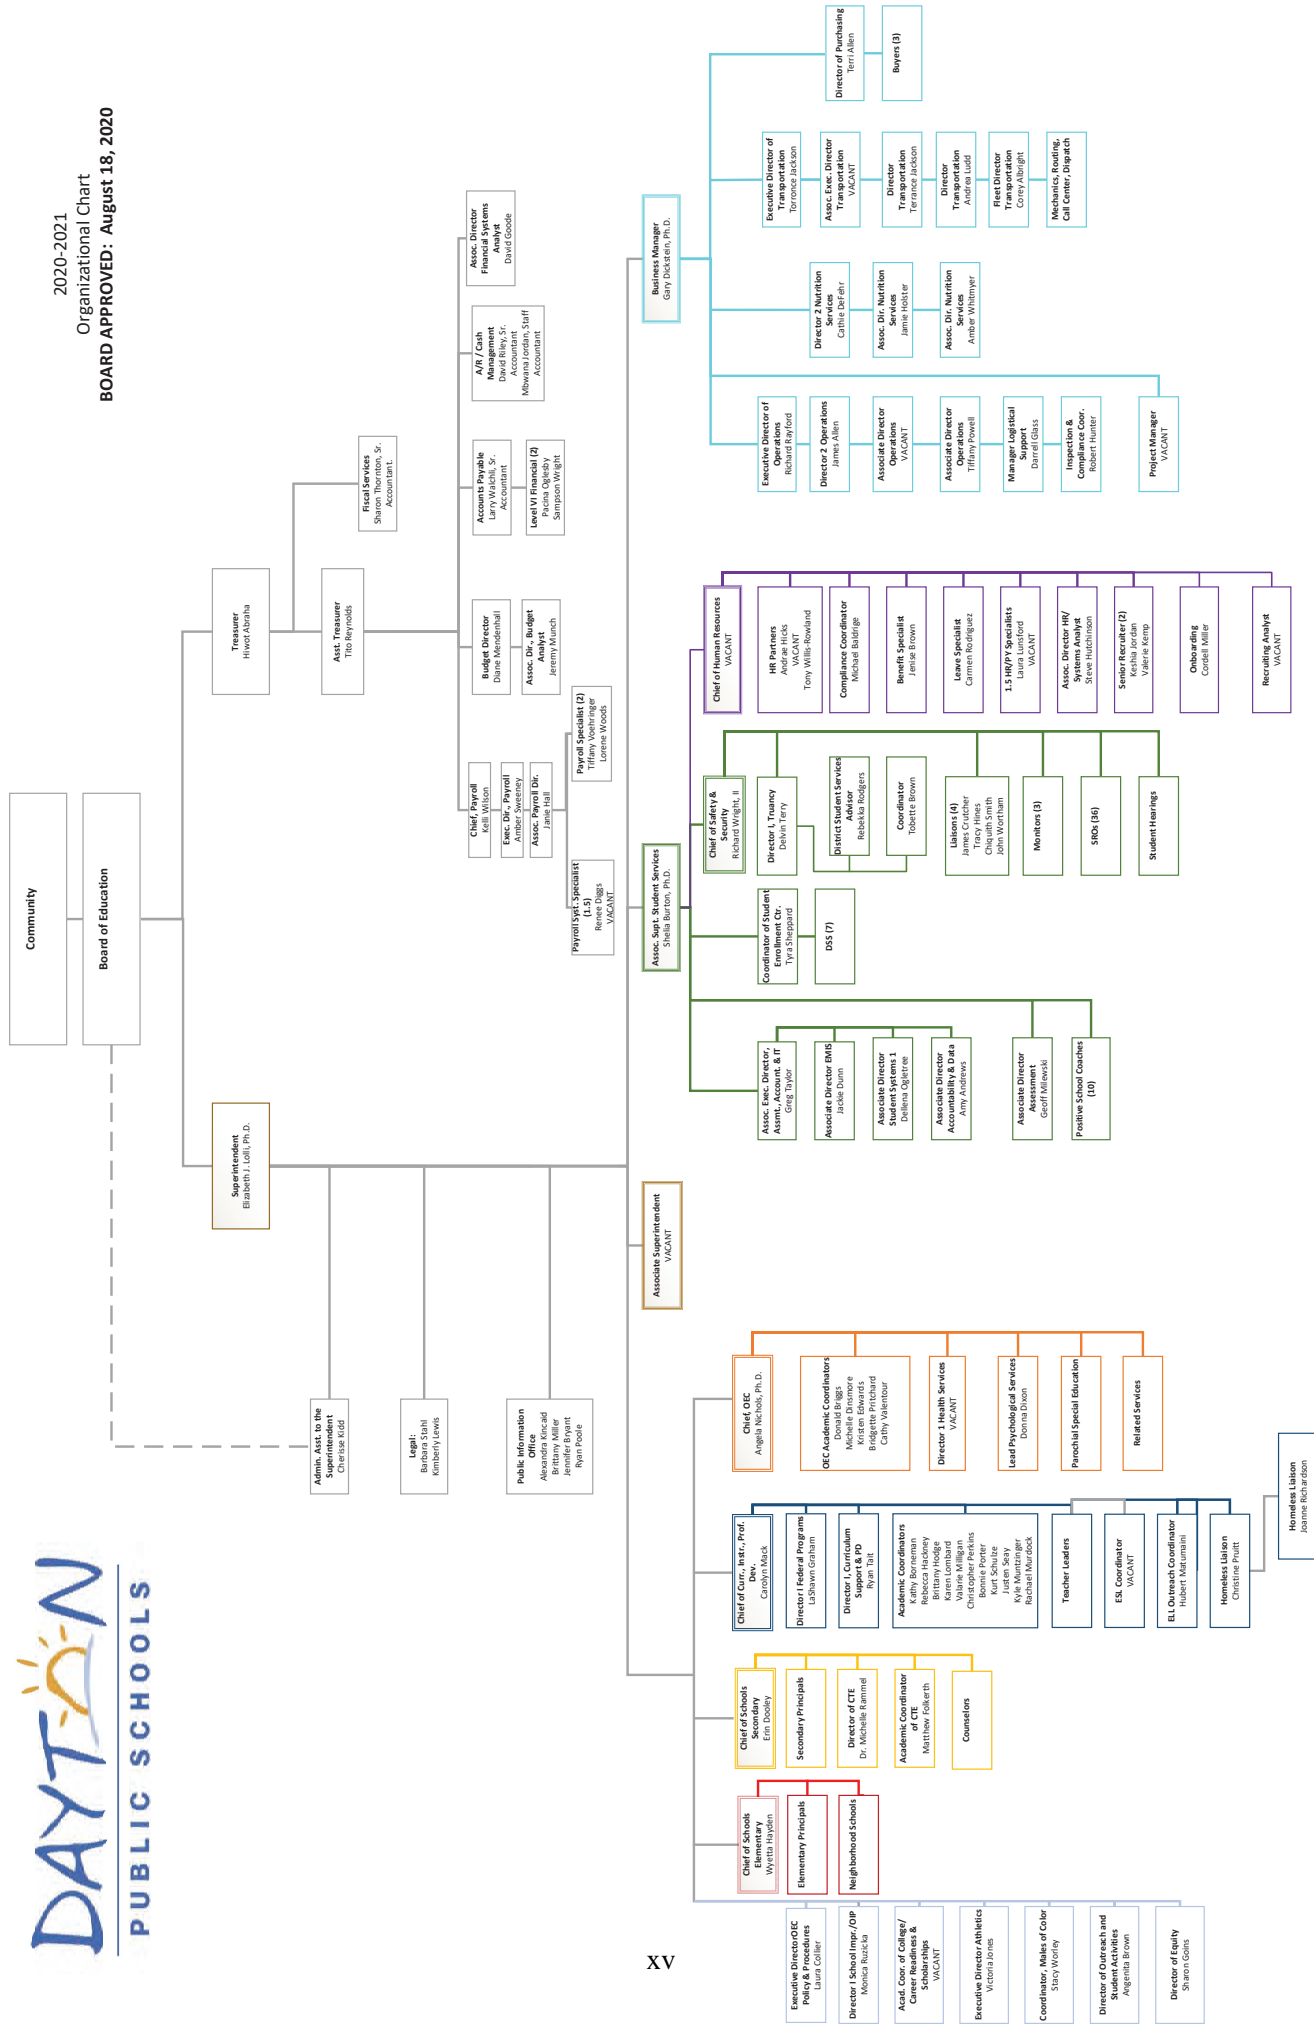 DAYTON
PUBLIC SCHOOLS
2020-2021
Organizational Chart
BOARD APPROVED:  August 18, 2020
Community
Board of Education
Superintendent
Elizabeth J. Lolli, Ph.D.
Treasurer
Hiwot Abraha
Admin. Asst. to the
Superintendent
Cherisse Kidd
Legal:
Barbara Stahl
Kimberly Lewis
Public Information
Office
Alexandra Kincaid
Brittany Miller
Jennifer Bryant
Ryan Poole
Asst. Treasurer
Tito Reynolds
Fiscal Services
Sharon Thornton, Sr.
Accountant.
Chief, Payroll
Kelli Wilson
Exec. Dir., Payroll
Amber Sweeney
Assoc. Payroll Dir.
Janie Hall
Payroll Syst. Specialist
(1.5)
Renee Diggs
VACANT
Payroll Specialist (2)
Tiffany Voehringer
Lorene Woods
Budget Director
Diane Mendenhall
Assoc. Dir., Budget
Analyst
Jeremy Munch
Accounts Payable
Larry Walchli, Sr.
Accountant
Level VI Financial (2)
Pacina Oglesby
Sampson Wright
A/R / Cash
Management
David Riley, Sr.
Accountant
Mbwana Jordan, Staff
Accountant
Assoc. Director
Financial Systems
Analyst
David Goode
Associate Superintendent
VACANT
Assoc. Supt. Student Services
Shelia Burton, Ph.D.
Business Manager
Gary Dickstein, Ph.D.
Executive DirectorOEC
Policy & Procedures
Laura Collier
Director I School Impr./OIP
Monica Ruzicka
Acad. Coor. of College/
Career Readiness &
Scholarships
VACANT
Executive Director Athletics
Victoria Jones
Coordinator, Males of Color
Stacy Worley
Director of Outreach and
Student Activities
Angenita Brown
Director of Equity
Sharon Goins
Chief of Schools
Elementary
Wyetta Hayden
Elementary Principals
Neighborhood Schools
Chief of Schools
Secondary
Erin Dooley
Secondary Principals
Director of CTE
Dr. Michelle Rammel
Academic Coordinator
of CTE
Matthew Folkerth
Counselors
Chief of Curr., Instr., Prof.
Dev.
Carolyn Mack
Director I Federal Programs
LaShawn Graham
Director I, Curriculum
Support & PD
Ryan Tait
Academic Coordinators
Kathy Borneman
Rebecca Hackney
Brittany Hodge
Karen Lombard
Valarie Milligan
Christopher Perkins
Bonnie Porter
Kurt Schulze
Justen Seay
Kyle Muntzinger
Rachael Murdock
Teacher Leaders
ESL Coordinator
VACANT
ELL Outreach Coordinator
Hubert Matumaini
Homeless Liaison
Christine Pruitt
Homeless Liaison
Joanne Richardson
Chief, OEC
Angela Nichols, Ph.D.
OEC Academic Coordinators
Donald Briggs
Michelle Dinsmore
Kristen Edwards
Bridgette Pritchard
Cathy Valentour
Director 1 Health Services
VACANT
Lead Psychological Services
Donna Dixon
Parochial Special Education
Related Services
Assoc. Exec. Director,
Assmt., Account. & IT
Greg Taylor
Associate Director EMIS
Jackie Dunn
Associate Director
Student Systems 1
Dellena Ogletree
Associate Director
Accountability & Data
Amy Andrews
Associate Director
Assessment
Geoff Milewski
Positive School Coaches
(10)
Coordinator of Student
Enrollment Ctr.
Tyra Sheppard
DSS (7)
Chief of Safety &
Security
Richard Wright, II
Director I, Truancy
Delvin Terry
District Student Services
Advisor
Rebekka Rodgers
Coordinator
Tobette Brown
Liaisons (4)
James Crutcher
Tracy Hines
Chiquith Smith
John Wortham
Monitors (3)
SROs (36)
Student Hearings
Chief of Human Resources
VACANT
HR Partners
Andrae Hicks
VACANT
Tony Willis-Rowland
Compliance Coordinator
Michael Baldrige
Benefit Specialist
Jenise Brown
Leave Specialist
Carmen Rodriguez
1.5 HR/PY Specialists
Laura Lunsford
VACANT
Assoc. Director HR/
Systems Analyst
Steve Hutchinson
Senior Recruiter (2)
Keshia Jordan
Valerie Kemp
Onboarding
Cordell Miller
Recruiting Analyst
VACANT
Executive Director of
Operations
Richard Rayford
Director 2 Operations
James Allen
Associate Director
Operations
VACANT
Associate Director
Operations
Tiffany Powell
Manager Logistical
Support
Darrell Glass
Inspection &
Compliance Coor.
Robert Hunter
Project Manager
VACANT
Director 2 Nutrition
Services
Cathie DeFehr
Assoc. Dir. Nutrition
Services
Jamie Holster
Assoc. Dir. Nutrition
Services
Amber Whitmyer
Executive Director of
Transportation
Torronce Jackson
Assoc. Exec. Director
Transportation
VACANT
Director
Transportation
Terrance Jackson
Director
Transportation
Andrea Ludd
Fleet Director
Transportation
Corey Albright
Mechanics, Routing,
Call Center, Dispatch
Director of Purchasing
Terri Allen
Buyers (3)
xv